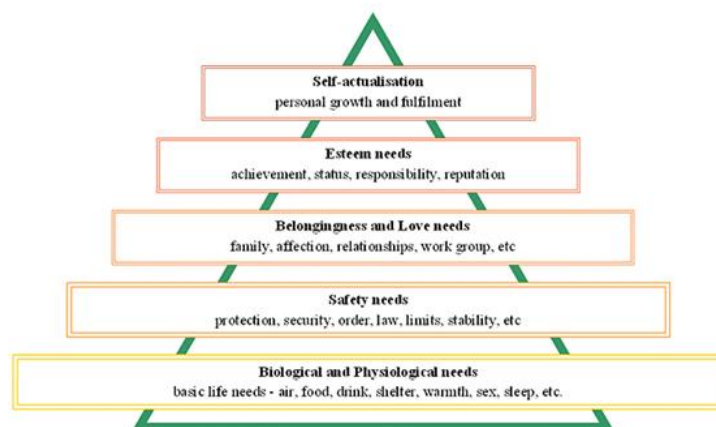 Self-actualisation
personal growth and fulfilment
Esteem needs
achievement, status, responsibility, reputation
Belongingness and Love needs
family, affection, relationships, work group, etc
Safety needs
protection, security, order, law, limits, stability, etc
Biological and Physiological needs
basic life needs - air, food, drink, shelter, warmth, sex, sleep, etc.